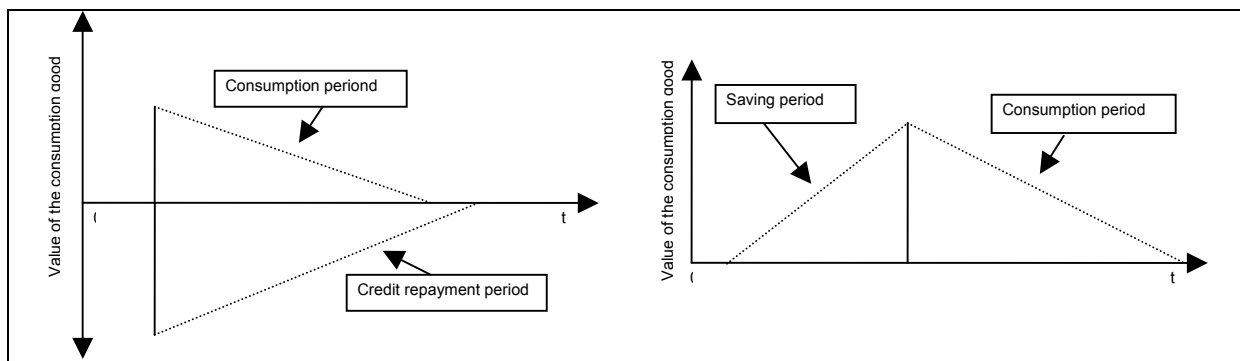 Value of the consumption good
Consumption periond
Credit repayment period
t
Value of the consumption good
Saving period
Consumption period
t